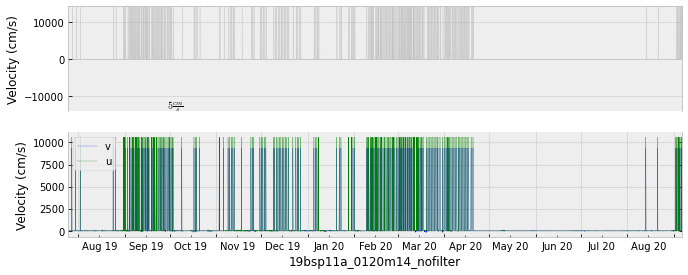 Velocity (cm/s)
10000
0
−10000
5 cm/s
Velocity (cm/s)
10000
7500
5000
2500
0
v
u
Aug 19 Sep 19 Oct 19 Nov 19 Dec 19 Jan 20 Feb 20 Mar 20 Apr 20 May 20 Jun 20 Jul 20 Aug 20
19bsp11a_0120m14_nofilter